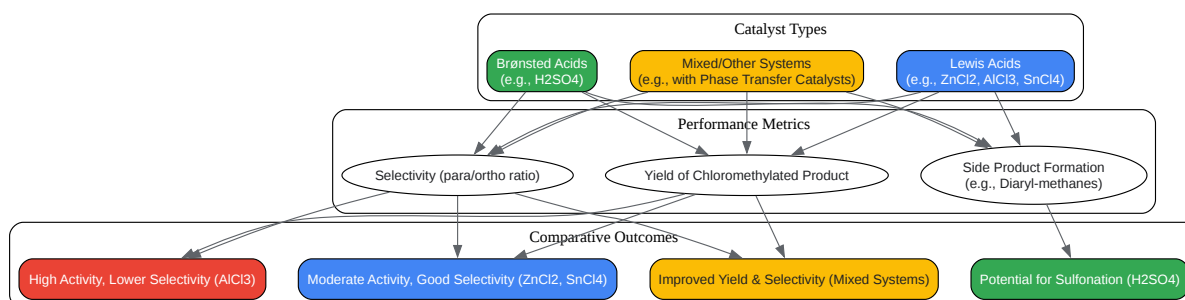 Catalyst Types
Brønsted Acids
(e.g., H2SO4)
Mixed/Other Systems
(e.g., with Phase Transfer Catalysts)
Lewis Acids
(e.g., ZnCl2, AlCl3, SnCl4)
Performance Metrics
Selectivity (para/ortho ratio)
Yield of Chloromethylated Product
Side Product Formation
(e.g., Diaryl-methanes)
Comparative Outcomes
High Activity, Lower Selectivity (AlCl3)
Moderate Activity, Good Selectivity (ZnCl2, SnCl4)
Improved Yield & Selectivity (Mixed Systems)
Potential for Sulfonation (H2SO4)